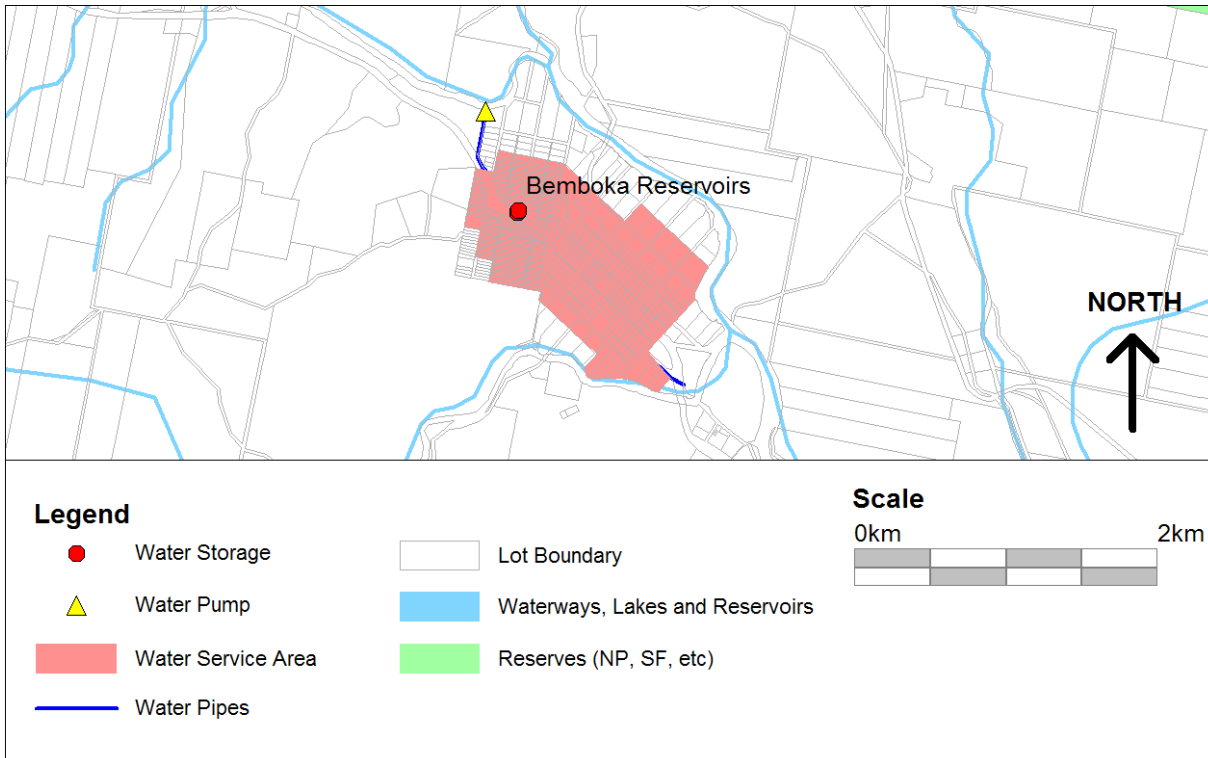 Bemboka Reservoirs
NORTH
Legend
Water Storage
Water Pump
Water Service Area
Water Pipes
Lot Boundary
Waterways, Lakes and Reservoirs
Reserves (NP, SF, etc)
Scale
0km 2km